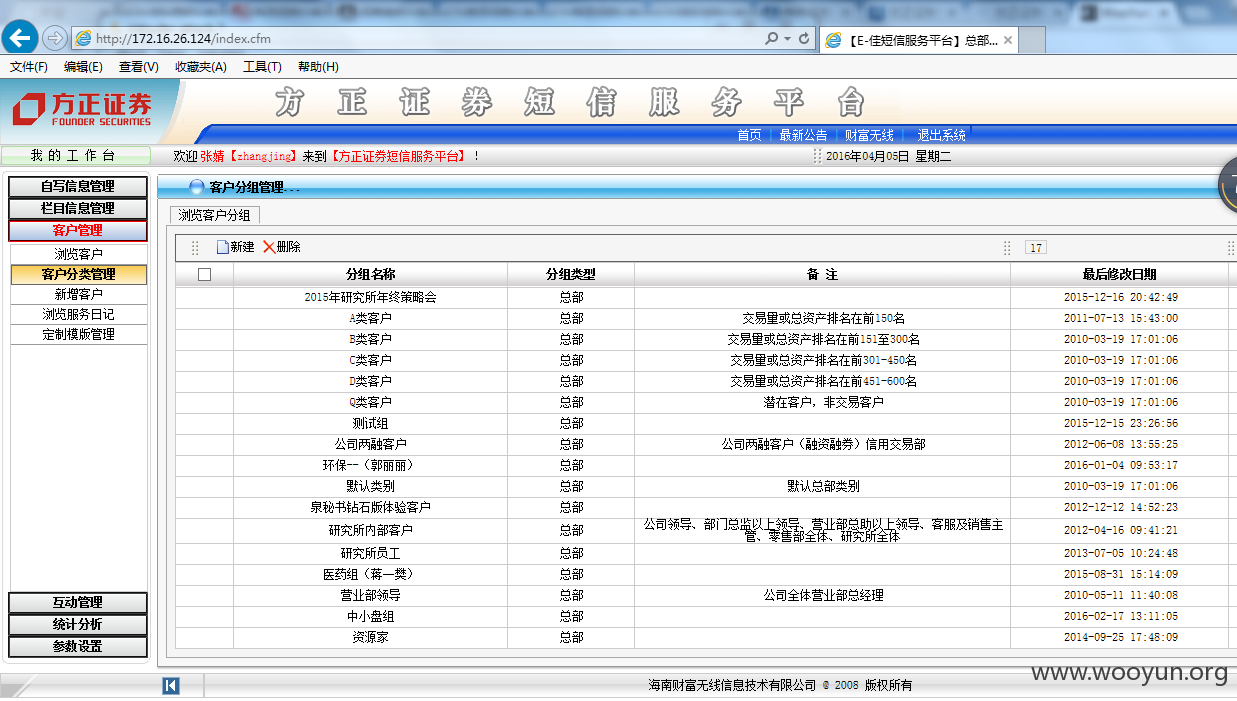 http://172.16.26.124/index.cfm
【E-佳短信服务平台】总部...
文件(F) 编辑(E) 查看(V) 收藏夹(A) 工具(T) 帮助(H)
方正证券
FOUNDER SECURITIES
方正证券短信服务平台
首页 最新公告 财富无线 退出系统
我的工作台
欢迎张婧【zhangjing】来到【方正证券短信服务平台】！
2016年04月05日 星期二
自写信息管理
栏目信息管理
客户管理
浏览客户
客户分类管理
新增客户
浏览服务日记
定制模版管理
互动管理
统计分析
参数设置
客户分组管理...
浏览客户分组
新建 删除 17
分组名称 分组类型 备 注 最后修改日期
2015年研究所年终策略会 总部 2015-12-16 20:42:49
A类客户 总部 交易量或总资产排名在前150名 2011-07-13 15:43:00
B类客户 总部 交易量或总资产排名在前151至300名 2010-03-19 17:01:06
C类客户 总部 交易量或总资产排名在前301-450名 2010-03-19 17:01:06
D类客户 总部 交易量或总资产排名在前451-600名 2010-03-19 17:01:06
Q类客户 总部 潜在客户，非交易客户 2010-03-19 17:01:06
测试组 总部 2015-12-15 23:26:56
公司两融客户 总部 公司两融客户（融资融券）信用交易部 2012-06-08 13:55:25
环保--（郭丽丽） 总部 2016-01-04 09:53:17
默认类别 总部 默认总部类别 2010-03-19 17:01:06
泉秘书钻石版体验客户 总部 2012-12-12 14:52:23
研究所内部客户 总部 公司领导、部门总监以上领导、营业部总助以上领导、客服及销售主管、零售部全体、研究所全体 2012-04-16 09:41:21
研究所员工 总部 2013-07-05 10:24:48
医药组（蒋一樊） 总部 2015-08-31 15:14:09
营业部领导 总部 公司全体营业部总经理 2010-05-11 11:40:08
中小盘组 总部 2016-02-17 13:11:05
资源家 总部 2014-09-25 17:48:09
海南财富无线信息技术有限公司 @ 2008 版权所有
www.wooyun.org